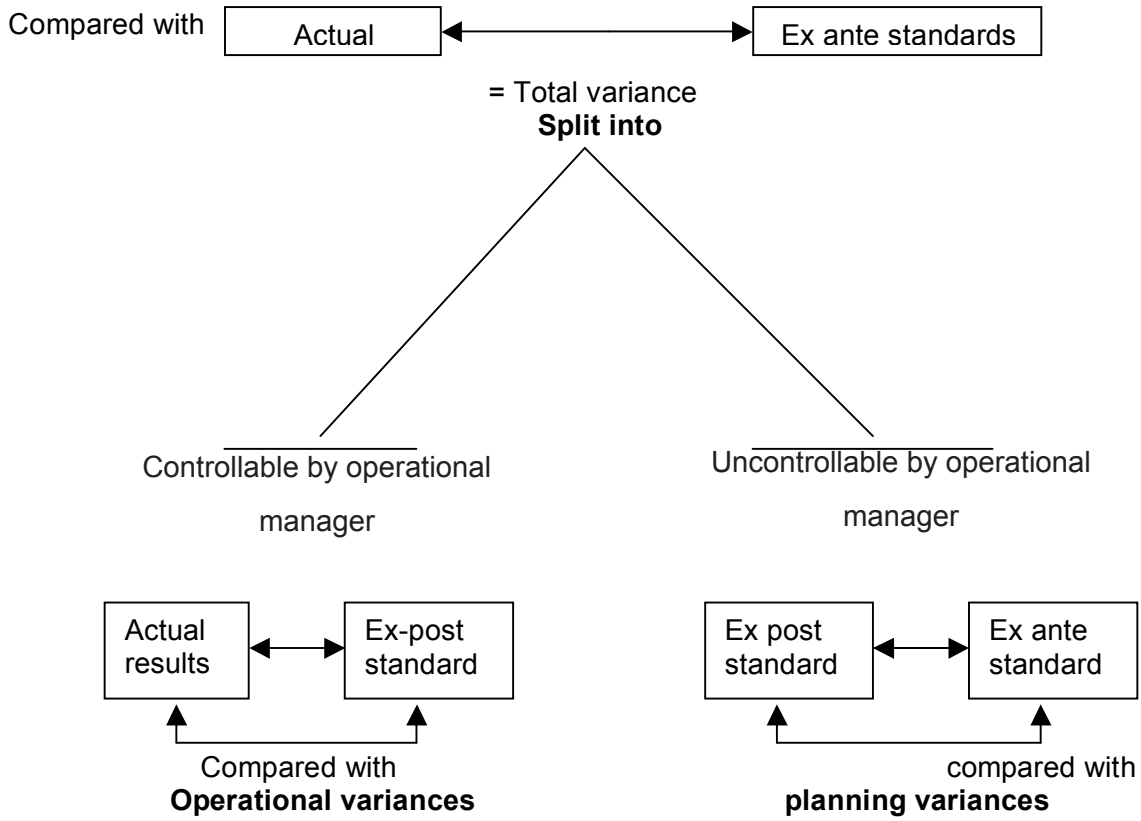 Compared with
Actual
Ex ante standards
= Total variance
Split into
Controllable by operational
manager
Uncontrollable by operational
manager
Actual
results
Ex-post
standard
Compared with
Operational variances
Ex post
standard
Ex ante
standard
compared with
planning variances